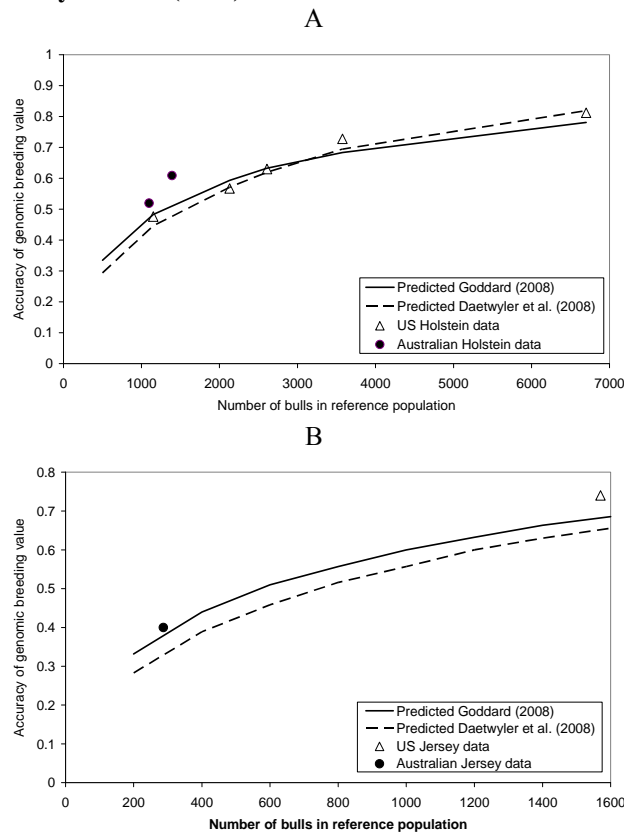 A
Accuracy of genomic breeding value
1
0.9
0.8
0.7
0.6
0.5
0.4
0.3
0.2
0.1
0
Predicted Goddard (2008)
Predicted Daetwyler et al. (2008)
US Holstein data
Australian Holstein data
0 1000 2000 3000 4000 5000 6000 7000
Number of bulls in reference population
B
Accuracy of genomic breeding value
0.8
0.7
0.6
0.5
0.4
0.3
0.2
0.1
0
Predicted Goddard (2008)
Predicted Daetwyler et al. (2008)
US Jersey data
Australian Jersey data
0 200 400 600 800 1000 1200 1400 1600
Number of bulls in reference population